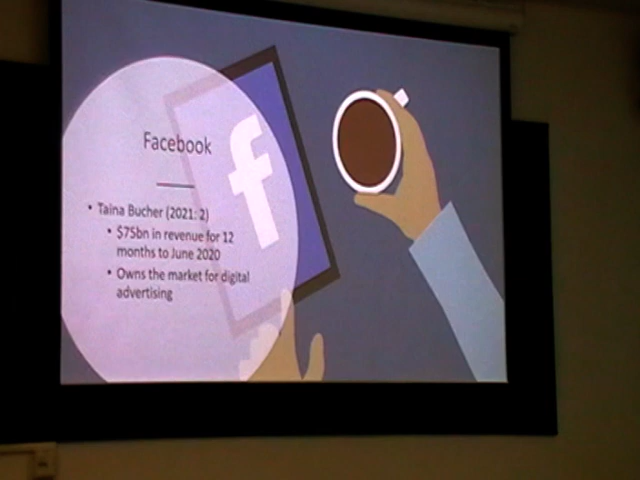 Facebook
• Taina Bucher (2021: 2)
• $75bn in revenue for 12
months to June 2020
• Owns the market for digital
advertising
f